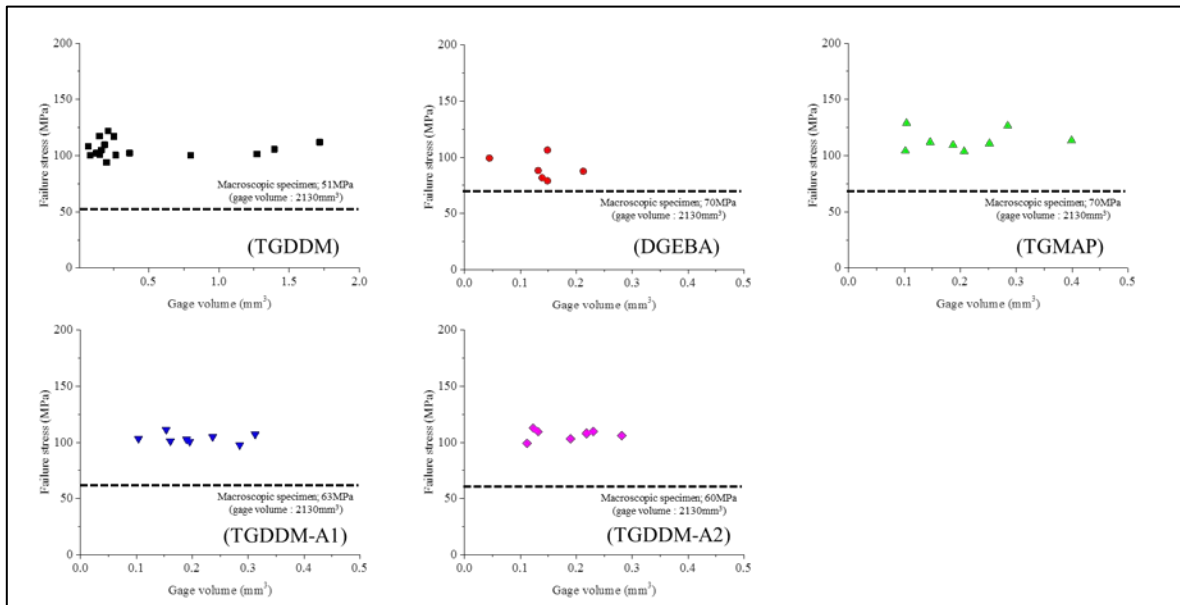 200
150
100
50
0
Failure stress (MPa)
Macroscopic specimen; 51MPa
(gage volume : 2130mm³)
(TGDDM)
0.5
1.0
1.5
2.0
Gage volume (mm³)
200
150
100
50
0
Failure stress (MPa)
Macroscopic specimen; 70MPa
(gage volume : 2130mm³)
(DGEBA)
0.0
0.1
0.2
0.3
0.4
0.5
Gage volume (mm³)
200
150
100
50
0
Failure stress (MPa)
Macroscopic specimen; 70MPa
(gage volume : 2130mm³)
(TGMAP)
0.0
0.1
0.2
0.3
0.4
0.5
Gage volume (mm³)
200
150
100
50
0
Failure stress (MPa)
Macroscopic specimen; 63MPa
(gage volume : 2130mm³)
(TGDDM-A1)
0.0
0.1
0.2
0.3
0.4
0.5
Gage volume (mm³)
200
150
100
50
0
Failure stress (MPa)
Macroscopic specimen; 60MPa
(gage volume : 2130mm³)
(TGDDM-A2)
0.0
0.1
0.2
0.3
0.4
0.5
Gage volume (mm³)